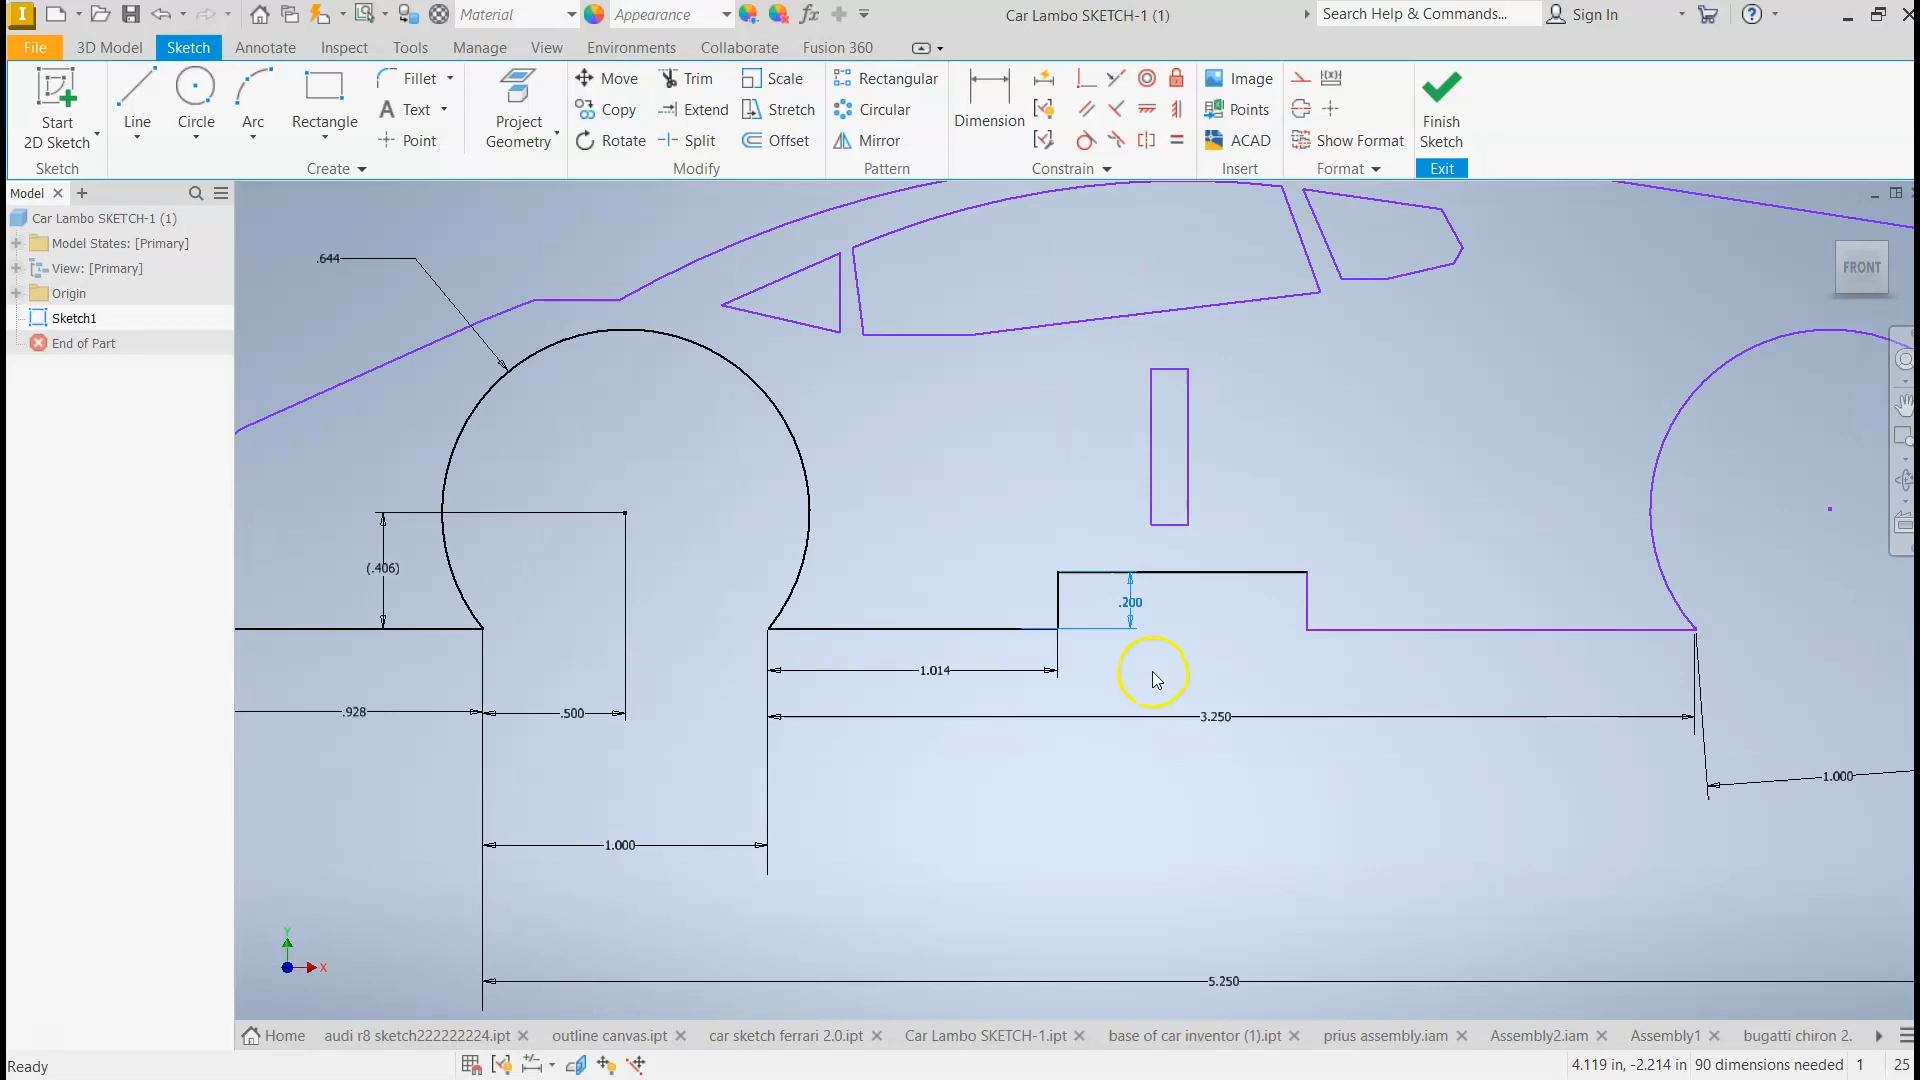 Material
Appearance
Car Lambo SKETCH-1 (1)
Search Help & Commands...
Sign In
File
3D Model
Sketch
Annotate
Inspect
Tools
Manage
View
Environments
Collaborate
Fusion 360
Start
2D Sketch
Line
Circle
Arc
Rectangle
Fillet
Text
Point
Project
Geometry
Move
Copy
Rotate
Trim
Extend
Split
Scale
Stretch
Offset
Rectangular
Circular
Mirror
Dimension
Image
Points
ACAD
Show Format
Finish
Sketch
Sketch
Create
Modify
Pattern
Constrain
Insert
Format
Exit
Model
Car Lambo SKETCH-1 (1)
Model States: [Primary]
View: [Primary]
Origin
Sketch1
End of Part
FRONT
.644
(.406)
.200
1.014
.928
.500
3.250
1.000
1.000
5.250
Y
X
Home
audi r8 sketch222222224.ipt
outline canvas.ipt
car sketch ferrari 2.0.ipt
Car Lambo SKETCH-1.ipt
base of car inventor (1).ipt
prius assembly.iam
Assembly2.iam
Assembly1
bugatti chiron 2.
Ready
4.119 in, -2.214 in
90 dimensions needed
1
25